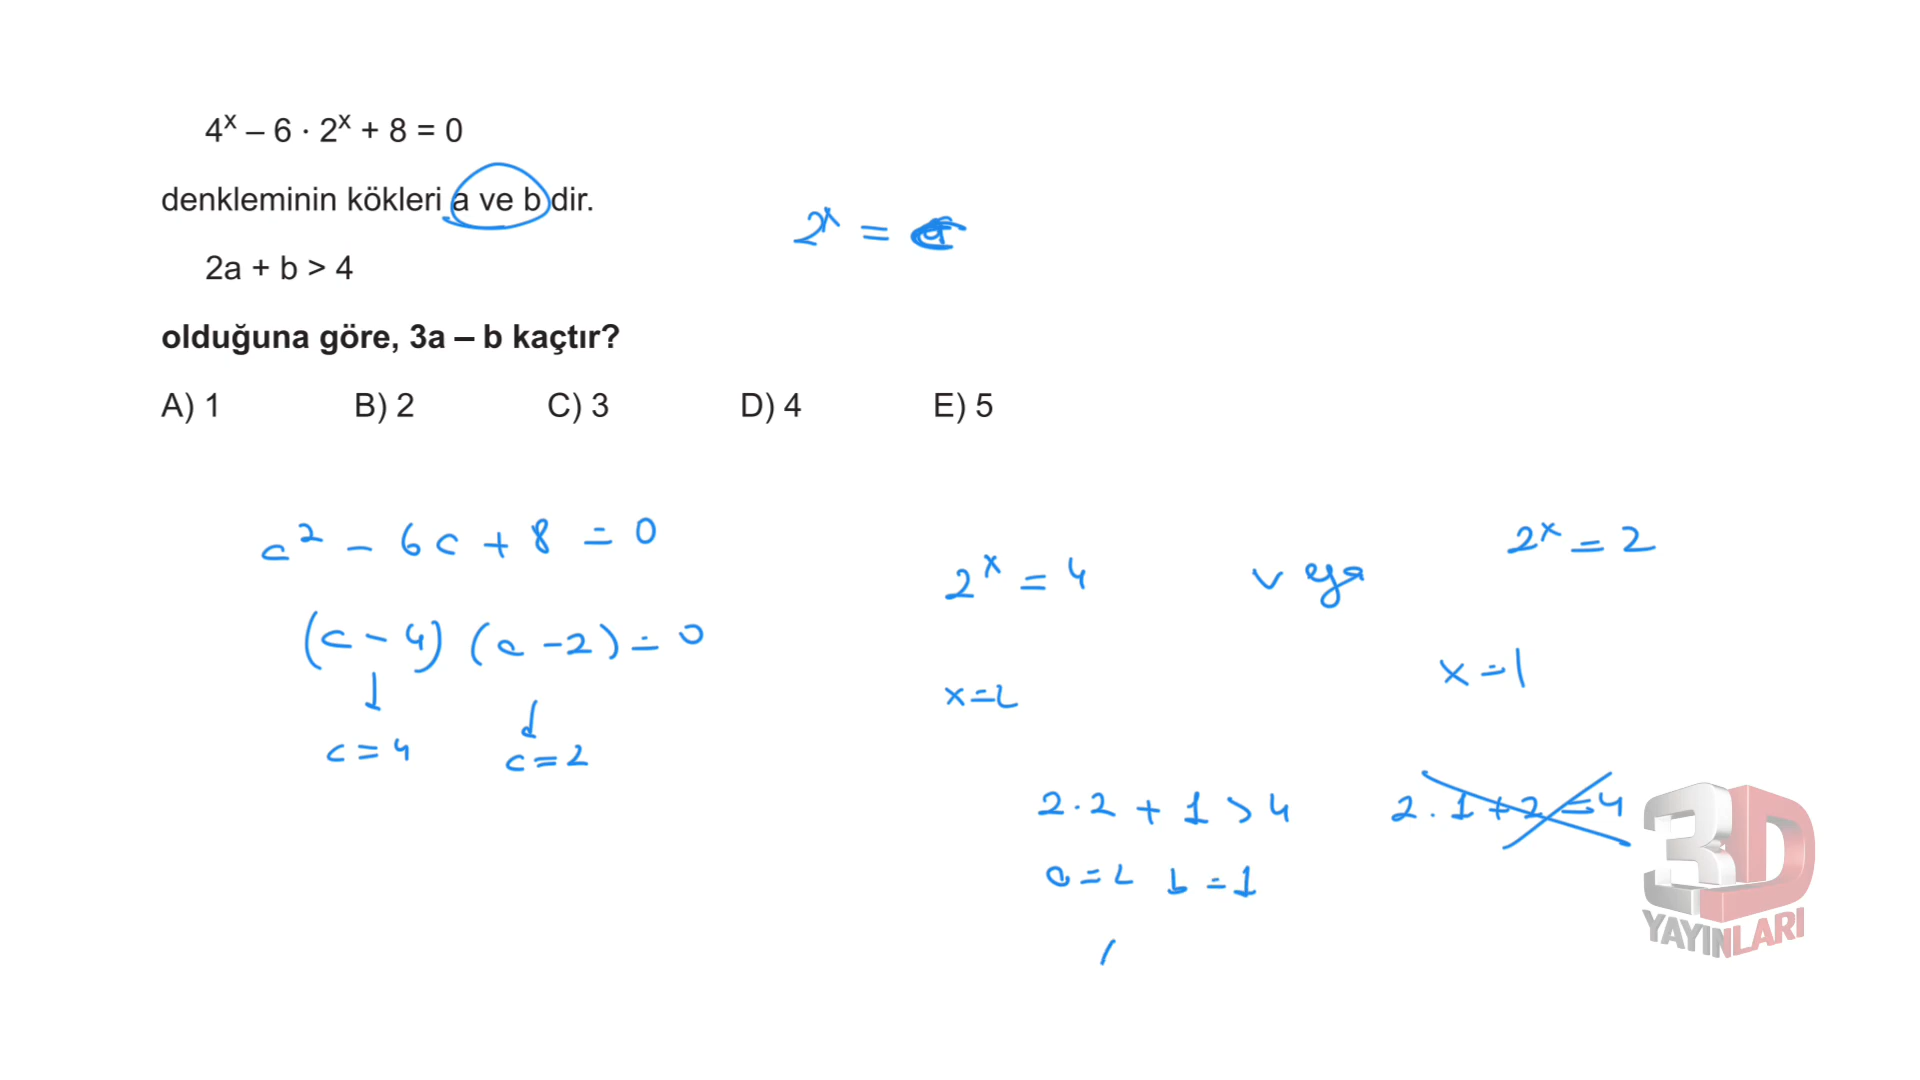 4ˣ – 6 · 2ˣ + 8 = 0
denkleminin kökleri a ve b dir.
2ˣ =
2a + b > 4
olduğuna göre, 3a – b kaçtır?
A) 1 B) 2 C) 3 D) 4 E) 5
c² – 6c + 8 = 0
(c – 4) (c – 2) = 0
c = 4 c = 2
2ˣ = 4 veya 2ˣ = 2
x = 2 x = 1
2 . 2 + 1 > 4 2 . 1 + 2 = 4
a = 2 b = 1
3D
YAYINLARI